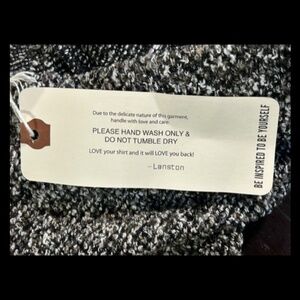 Due to the delicate nature of this garment,
handle with love and care:
PLEASE HAND WASH ONLY &
DO NOT TUMBLE DRY
LOVE your shirt and it will LOVE you back!
-Lanston
BE INSPIRED TO BE YOURSELF